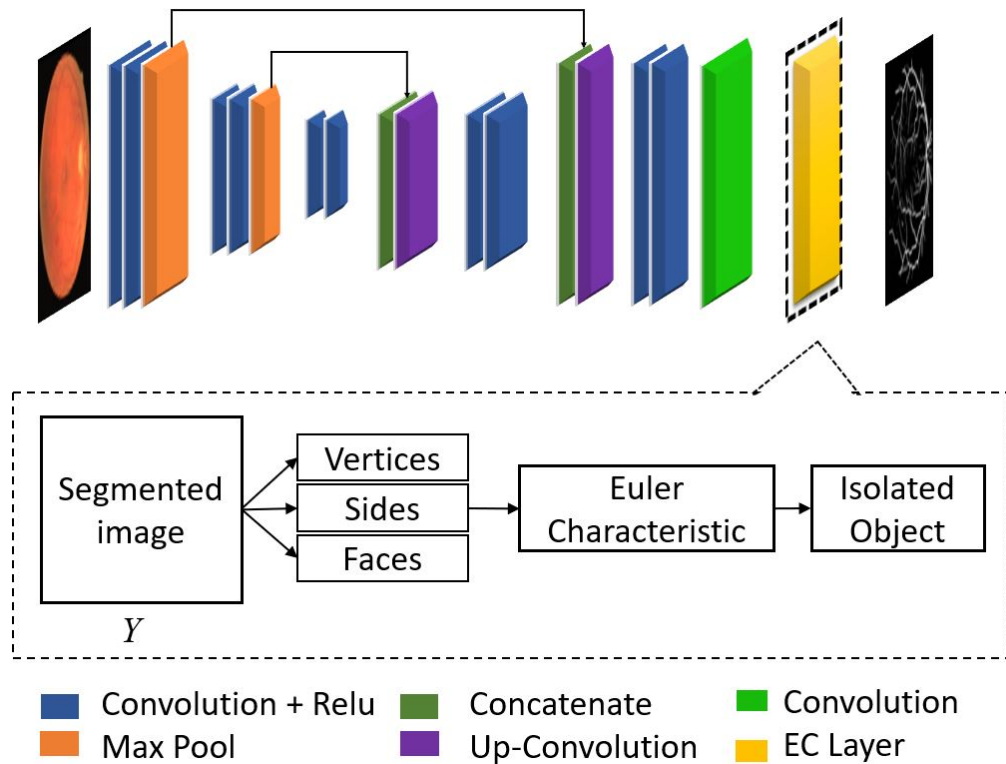 Segmented
image
Y
Vertices
Sides
Faces
Euler
Characteristic
Isolated
Object
Convolution + Relu
Concatenate
Convolution
Max Pool
Up-Convolution
EC Layer